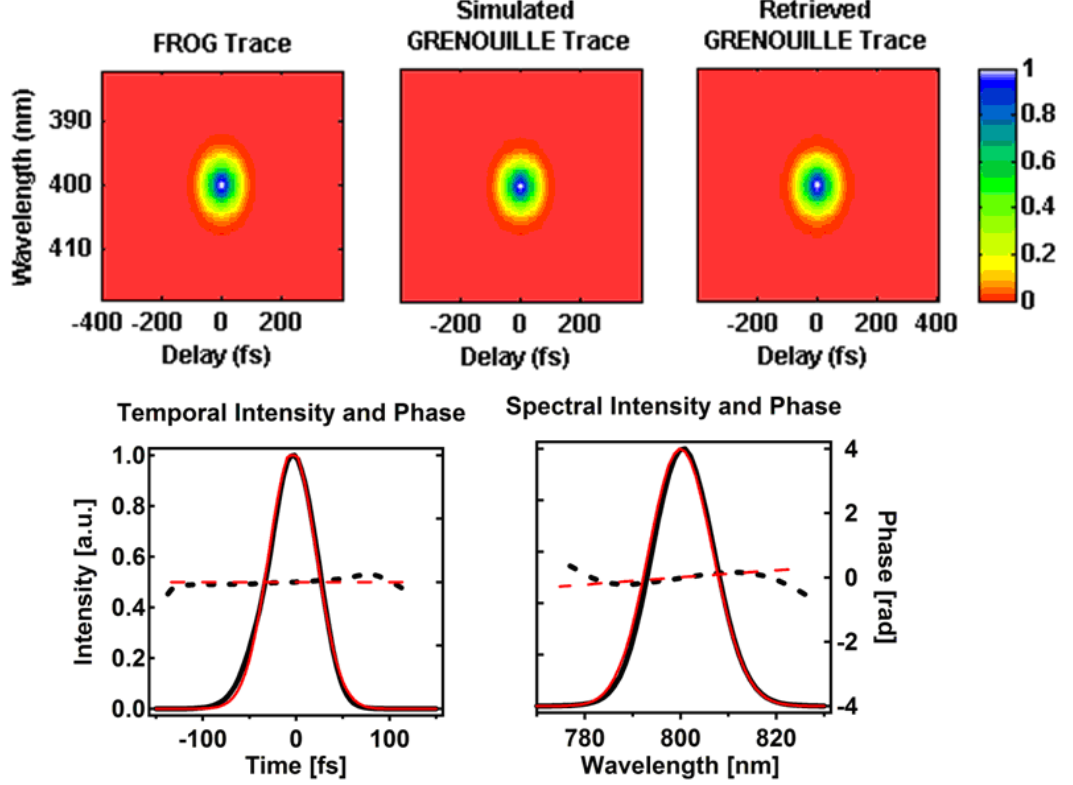 Simulated
Retrieved
FROG Trace
GRENOUILLE Trace
GRENOUILLE Trace
Wavelength (nm)
390
400
410
-400 -200 0 200
Delay (fs)
-200 0 200
Delay (fs)
-200 0 200 400
Delay (fs)
1
0.8
0.6
0.4
0.2
0
Temporal Intensity and Phase
Intensity [a.u.]
1.0
0.8
0.6
0.4
0.2
0.0
-100 0 100
Time [fs]
Spectral Intensity and Phase
4
2
0
-2
-4
Phase [rad]
780 800 820
Wavelength [nm]